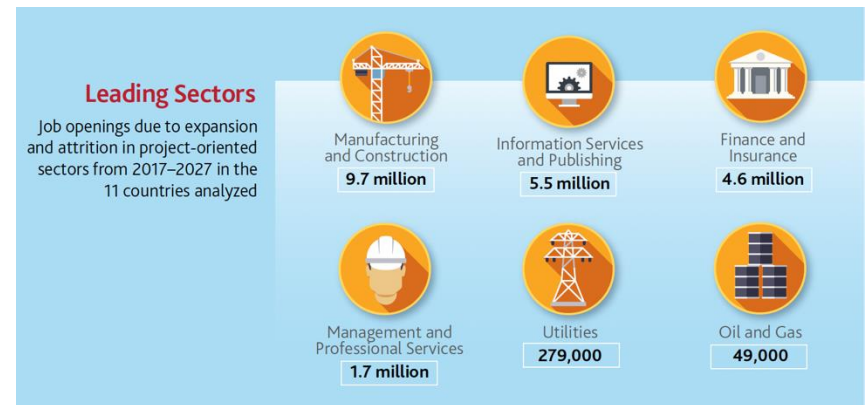 Leading Sectors
Job openings due to expansion
and attrition in project-oriented
sectors from 2017–2027 in the
11 countries analyzed
Manufacturing
and Construction
9.7 million
Information Services
and Publishing
5.5 million
Finance and
Insurance
4.6 million
Management and
Professional Services
1.7 million
Utilities
279,000
Oil and Gas
49,000